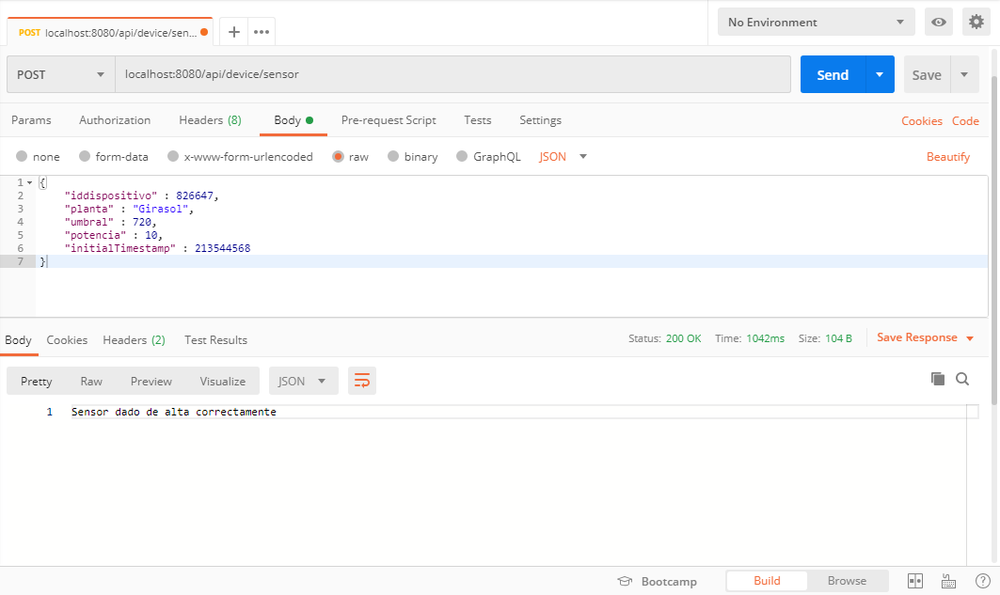 POST localhost:8080/api/device/sen...
No Environment
POST localhost:8080/api/device/sensor Send Save
Params Authorization Headers (8) Body Pre-request Script Tests Settings Cookies Code
none form-data x-www-form-urlencoded raw binary GraphQL JSON Beautify
1 {
2 "iddispositivo" : 826647,
3 "planta" : "Girasol",
4 "umbral" : 720,
5 "potencia" : 10,
6 "initialTimestamp" : 213544568
7 }
Body Cookies Headers (2) Test Results Status: 200 OK Time: 1042ms Size: 104 B Save Response
Pretty Raw Preview Visualize JSON
1 Sensor dado de alta correctamente
Bootcamp Build Browse